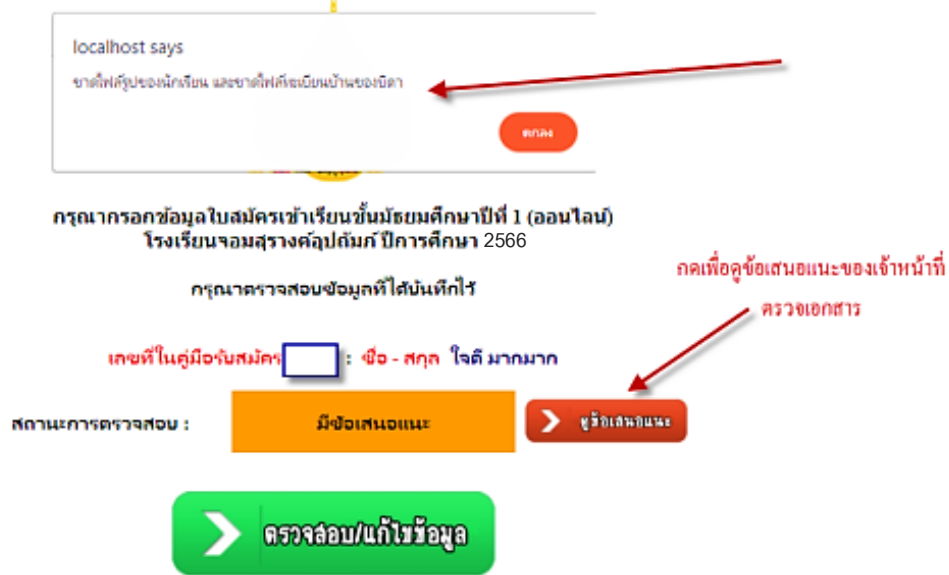 localhost says
ขาดไฟล์รูปของนักเรียน และขาดไฟล์ทะเบียนบ้านของบิดา
ตกลง
กรุณากรอกข้อมูลใบสมัครเข้าเรียนชั้นมัธยมศึกษาปีที่ 1 (ออนไลน์)
โรงเรียนจอมสุรางค์อุปถัมภ์ ปีการศึกษา 2566
กดเพื่อดูข้อเสนอแนะของเจ้าหน้าที่
ตรวจเอกสาร
กรุณาตรวจสอบข้อมูลที่ได้บันทึกไว้
เลขที่ในคู่มือรับสมัคร : ชื่อ - สกุล ใจดี มากมาก
สถานะการตรวจสอบ : มีข้อเสนอแนะ ดูข้อเสนอแนะ
ตรวจสอบ/แก้ไขข้อมูล